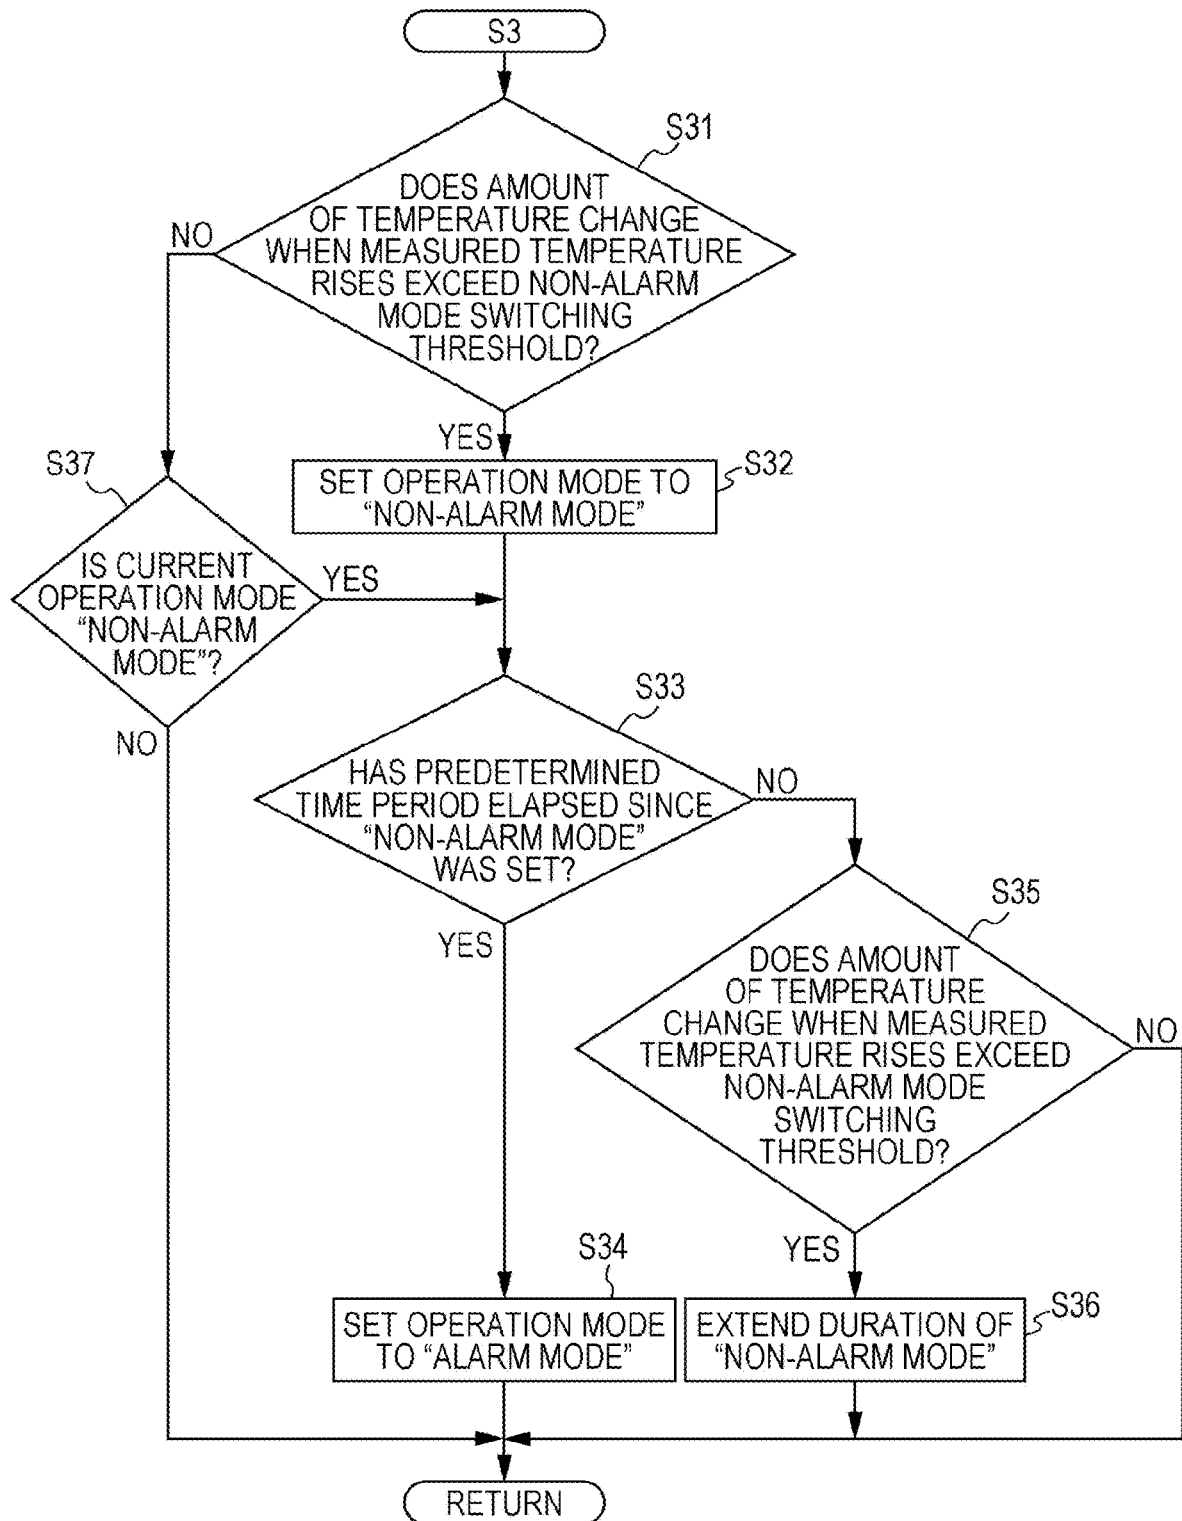 S3
S31
DOES AMOUNT
OF TEMPERATURE CHANGE
WHEN MEASURED TEMPERATURE
RISES EXCEED NON-ALARM
MODE SWITCHING
THRESHOLD?
NO
YES
S32
SET OPERATION MODE TO
“NON-ALARM MODE”
S37
IS CURRENT
OPERATION MODE
“NON-ALARM
MODE”?
YES
NO
S33
HAS PREDETERMINED
TIME PERIOD ELAPSED SINCE
“NON-ALARM MODE”
WAS SET?
NO
YES
S35
DOES AMOUNT
OF TEMPERATURE
CHANGE WHEN MEASURED
TEMPERATURE RISES EXCEED
NON-ALARM MODE
SWITCHING
THRESHOLD?
NO
YES
S34
SET OPERATION MODE
TO “ALARM MODE”
S36
EXTEND DURATION OF
“NON-ALARM MODE”
RETURN